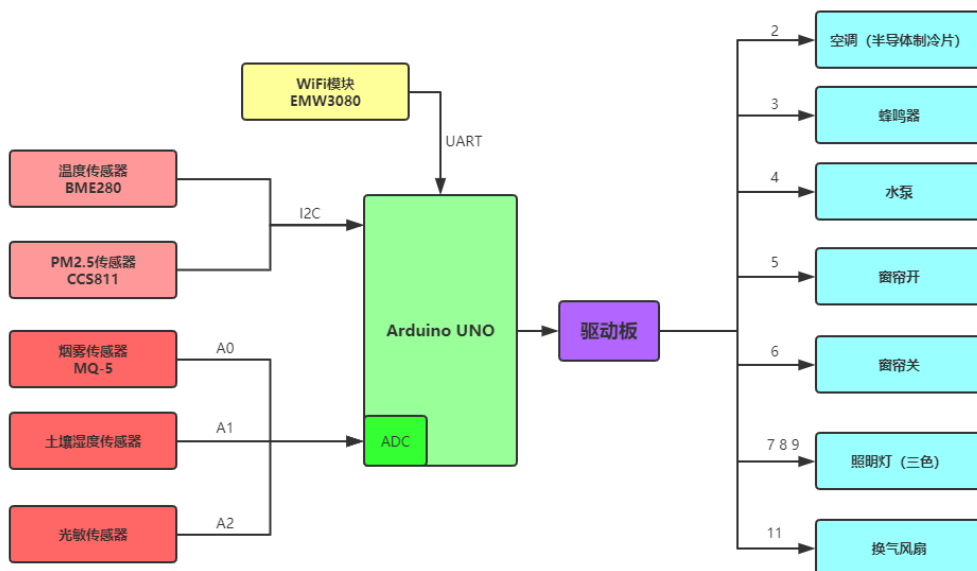 WiFi模块
EMW3080
UART
温度传感器
BME280
I2C
PM2.5传感器
CCS811
烟雾传感器
MQ-5
A0
土壤湿度传感器
A1
光敏传感器
A2
Arduino UNO
ADC
驱动板
2
空调（半导体制冷片）
3
蜂鸣器
4
水泵
5
窗帘开
6
窗帘关
7 8 9
照明灯（三色）
11
换气风扇